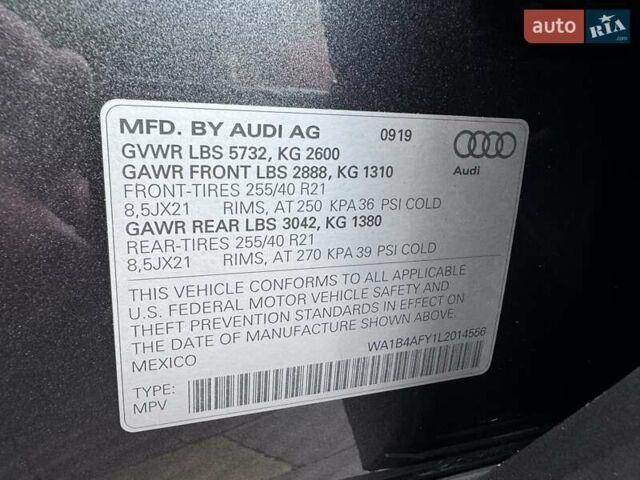 auto RIA.com
MFD. BY AUDI AG 0919
GVWR LBS 5732, KG 2600
GAWR FRONT LBS 2888, KG 1310
FRONT-TIRES 255/40 R21
8,5JX21 RIMS, AT 250 KPA 36 PSI COLD
GAWR REAR LBS 3042, KG 1380
REAR-TIRES 255/40 R21
8,5JX21 RIMS, AT 270 KPA 39 PSI COLD
Audi
THIS VEHICLE CONFORMS TO ALL APPLICABLE
U.S. FEDERAL MOTOR VEHICLE SAFETY AND
THEFT PREVENTION STANDARDS IN EFFECT ON
THE DATE OF MANUFACTURE SHOWN ABOVE.
MEXICO WA1B4AFY1L2014556
TYPE:
MPV